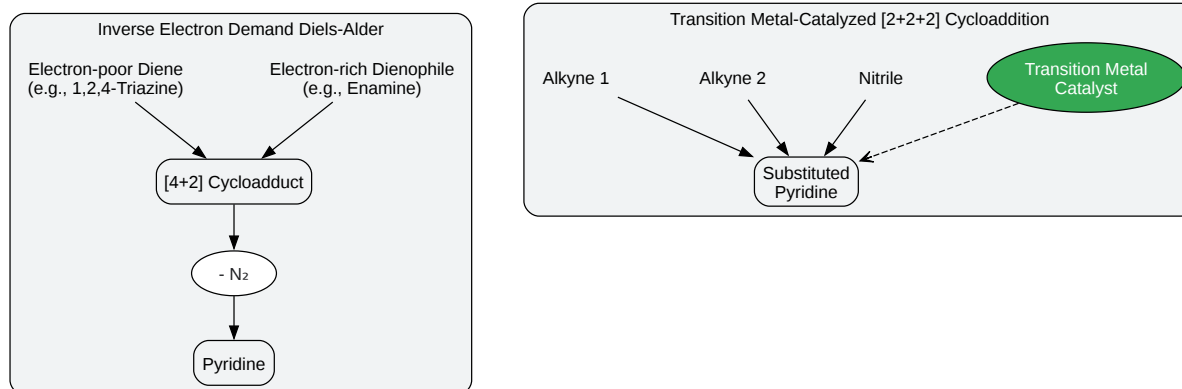 Inverse Electron Demand Diels-Alder
Electron-poor Diene
(e.g., 1,2,4-Triazine)
Electron-rich Dienophile
(e.g., Enamine)
[4+2] Cycloadduct
- N₂
Pyridine
Transition Metal-Catalyzed [2+2+2] Cycloaddition
Alkyne 1
Alkyne 2
Nitrile
Transition Metal
Catalyst
Substituted
Pyridine